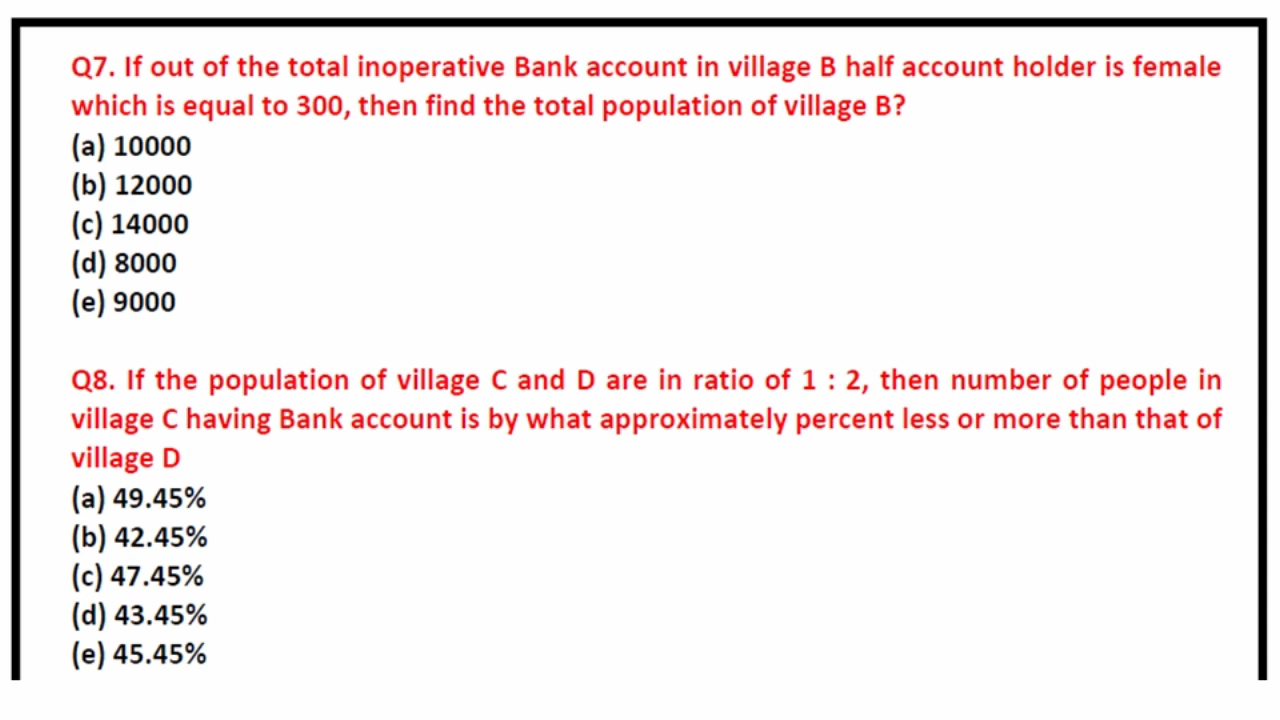 Q7. If out of the total inoperative Bank account in village B half account holder is female
which is equal to 300, then find the total population of village B?
(a) 10000
(b) 12000
(c) 14000
(d) 8000
(e) 9000
Q8. If the population of village C and D are in ratio of 1 : 2, then number of people in
village C having Bank account is by what approximately percent less or more than that of
village D
(a) 49.45%
(b) 42.45%
(c) 47.45%
(d) 43.45%
(e) 45.45%